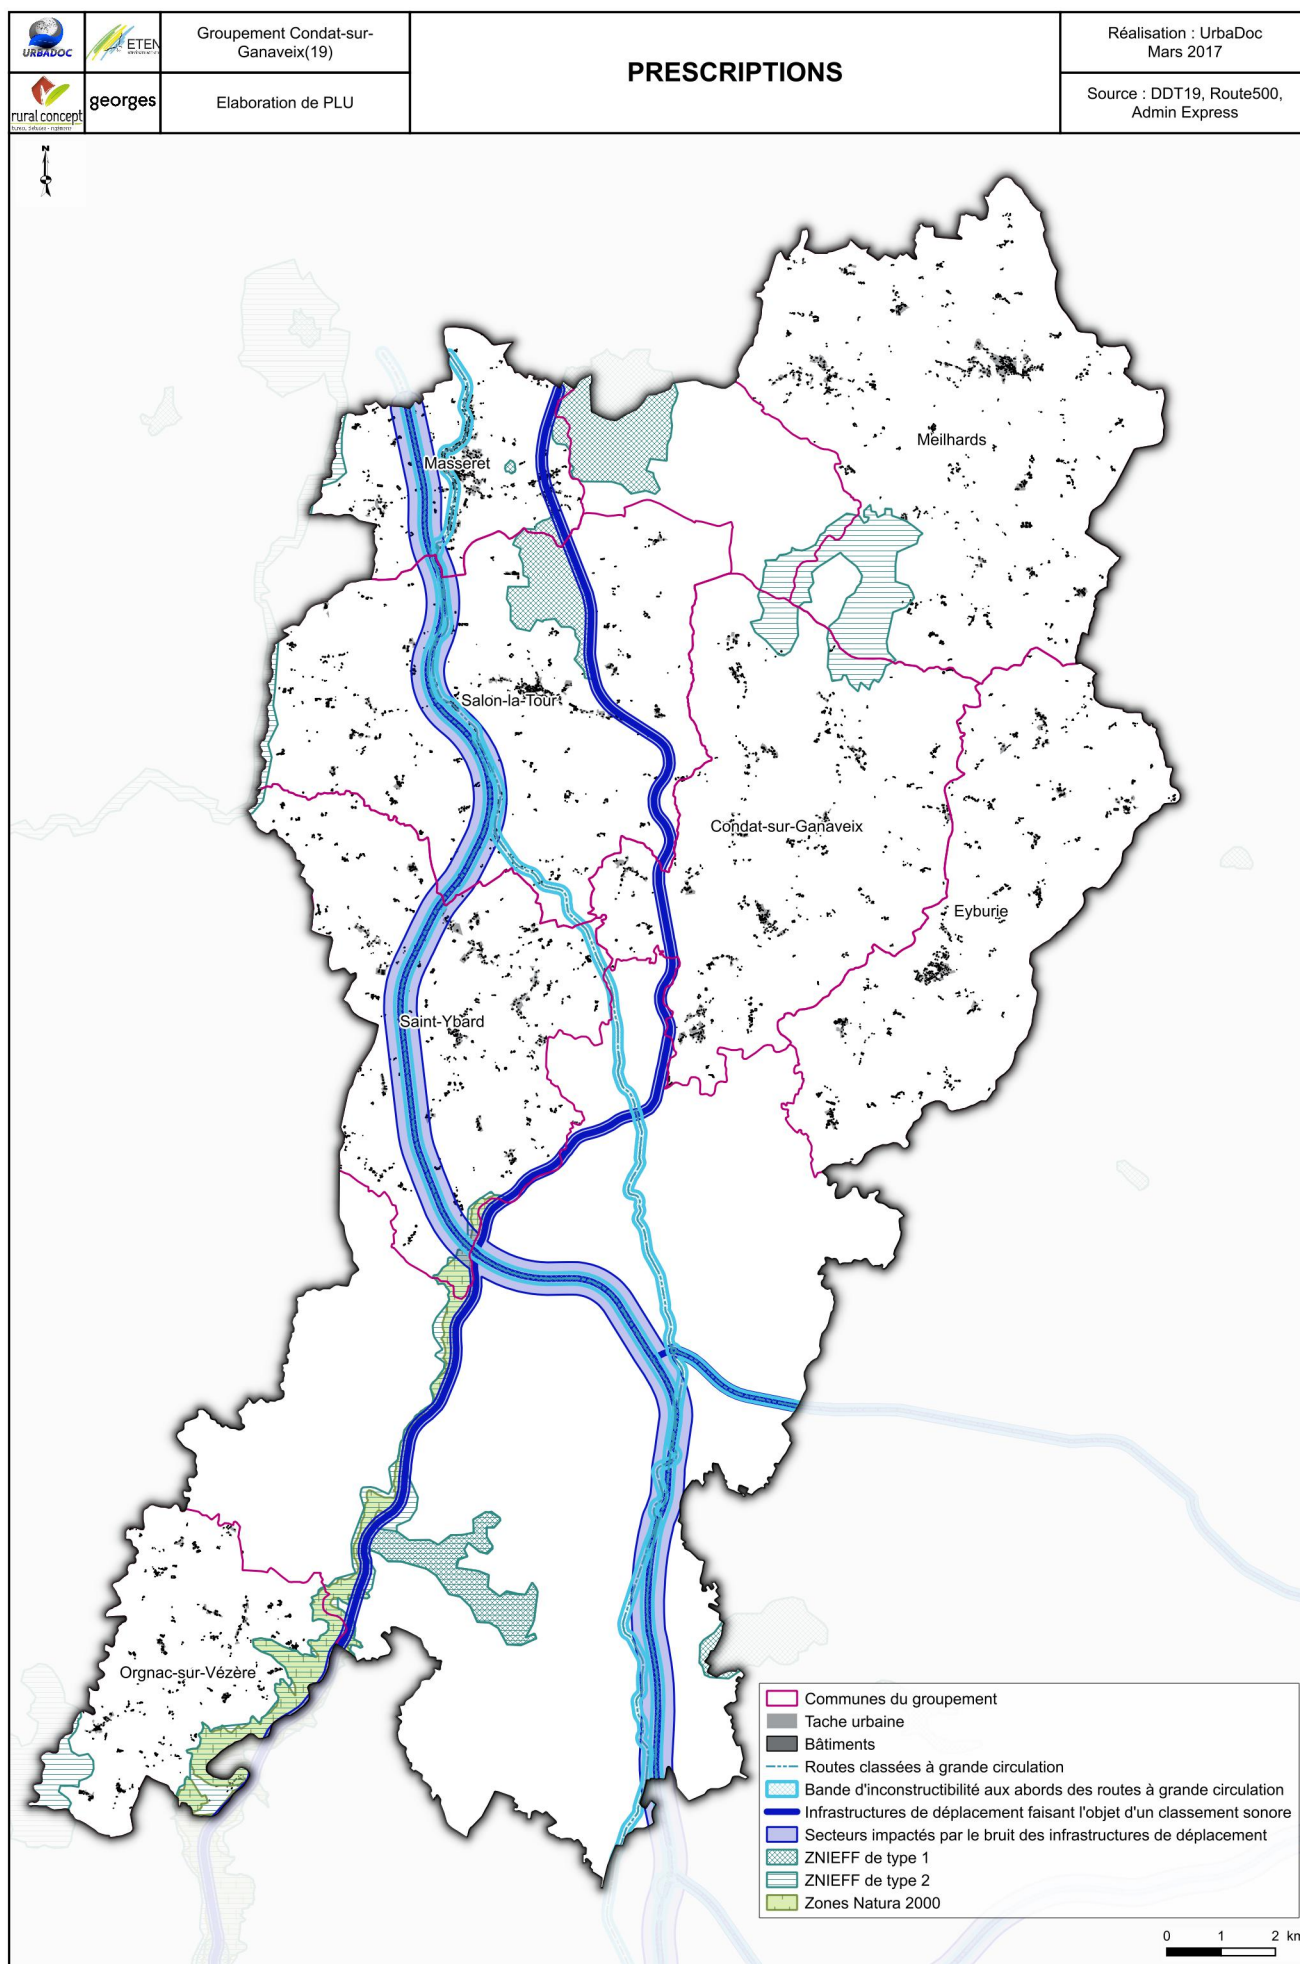 URBADOC
ETEN
Groupement Condat-sur-
Ganaveix(19)
PRESCRIPTIONS
Réalisation : UrbaDoc
Mars 2017
rural concept
georges
Elaboration de PLU
Source : DDT19, Route500,
Admin Express
N
Meilhards
Masseret
Salon-la-Tour
Condat-sur-Ganaveix
Eyburie
Saint-Ybard
Orgnac-sur-Vézère
Communes du groupement
Tache urbaine
Bâtiments
Routes classées à grande circulation
Bande d'inconstructibilité aux abords des routes à grande circulation
Infrastructures de déplacement faisant l'objet d'un classement sonore
Secteurs impactés par le bruit des infrastructures de déplacement
ZNIEFF de type 1
ZNIEFF de type 2
Zones Natura 2000
0 1 2 km